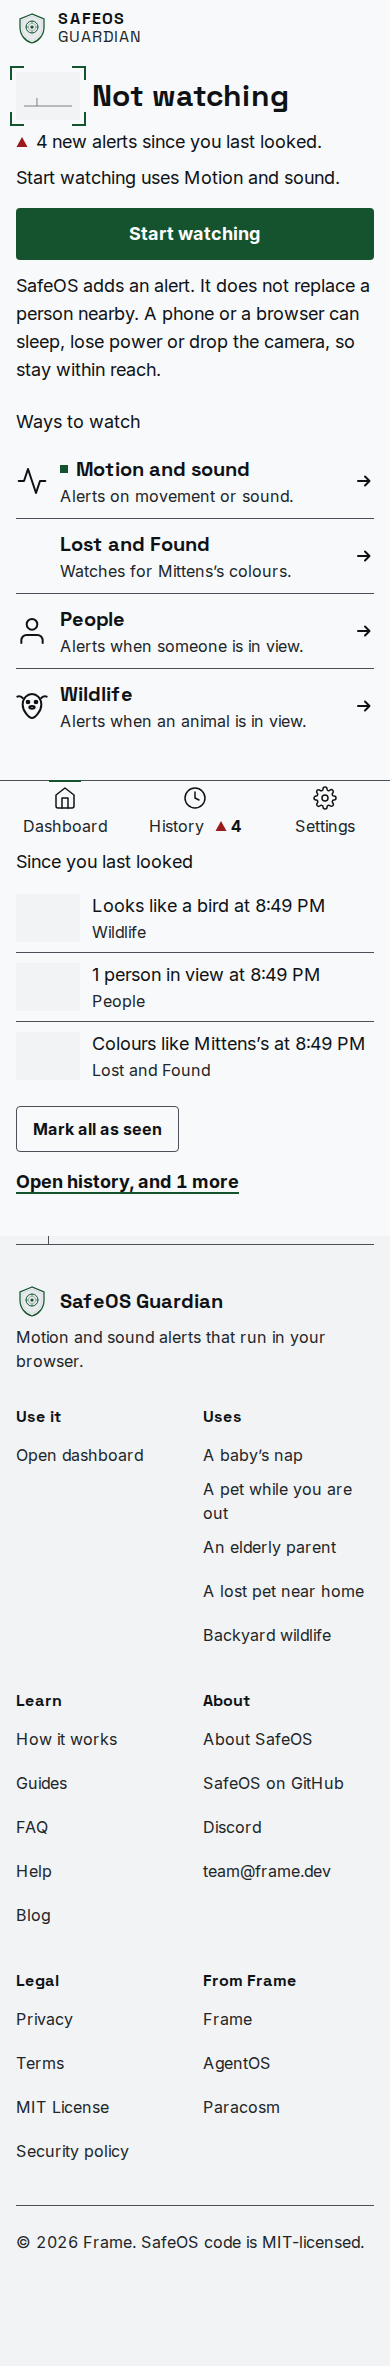 SAFEOS
GUARDIAN
Not watching
4 new alerts since you last looked.
Start watching uses Motion and sound.
Start watching
SafeOS adds an alert. It does not replace a
person nearby. A phone or a browser can
sleep, lose power or drop the camera, so
stay within reach.
Ways to watch
Motion and sound
Alerts on movement or sound.
Lost and Found
Watches for Mittens’s colours.
People
Alerts when someone is in view.
Wildlife
Alerts when an animal is in view.
Dashboard
History 4
Settings
Since you last looked
Looks like a bird at 8:49 PM
Wildlife
1 person in view at 8:49 PM
People
Colours like Mittens’s at 8:49 PM
Lost and Found
Mark all as seen
Open history, and 1 more
SafeOS Guardian
Motion and sound alerts that run in your
browser.
Use it
Open dashboard
Uses
A baby’s nap
A pet while you are
out
An elderly parent
A lost pet near home
Backyard wildlife
Learn
How it works
Guides
FAQ
Help
Blog
About
About SafeOS
SafeOS on GitHub
Discord
team@frame.dev
Legal
Privacy
Terms
MIT License
Security policy
From Frame
Frame
AgentOS
Paracosm
© 2026 Frame. SafeOS code is MIT-licensed.